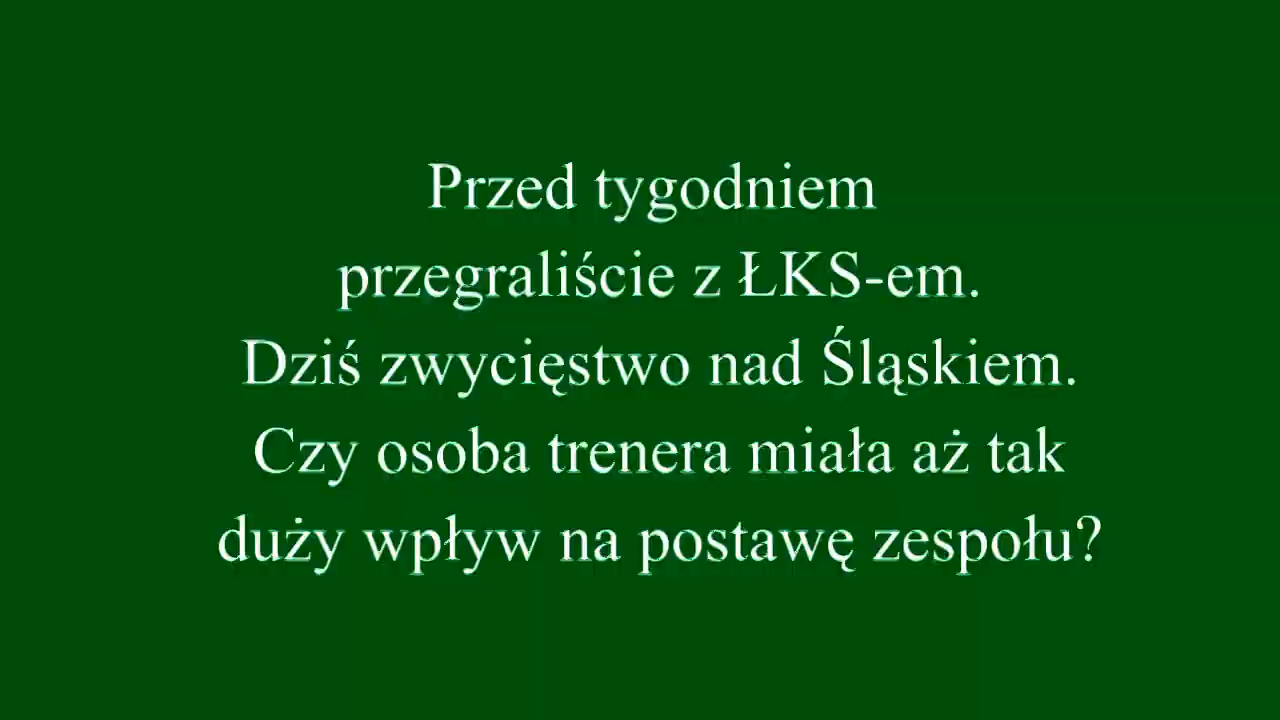 Przed tygodniem
przegraliście z ŁKS-em.
Dziś zwycięstwo nad Śląskiem.
Czy osoba trenera miała aż tak
duży wpływ na postawę zespołu?